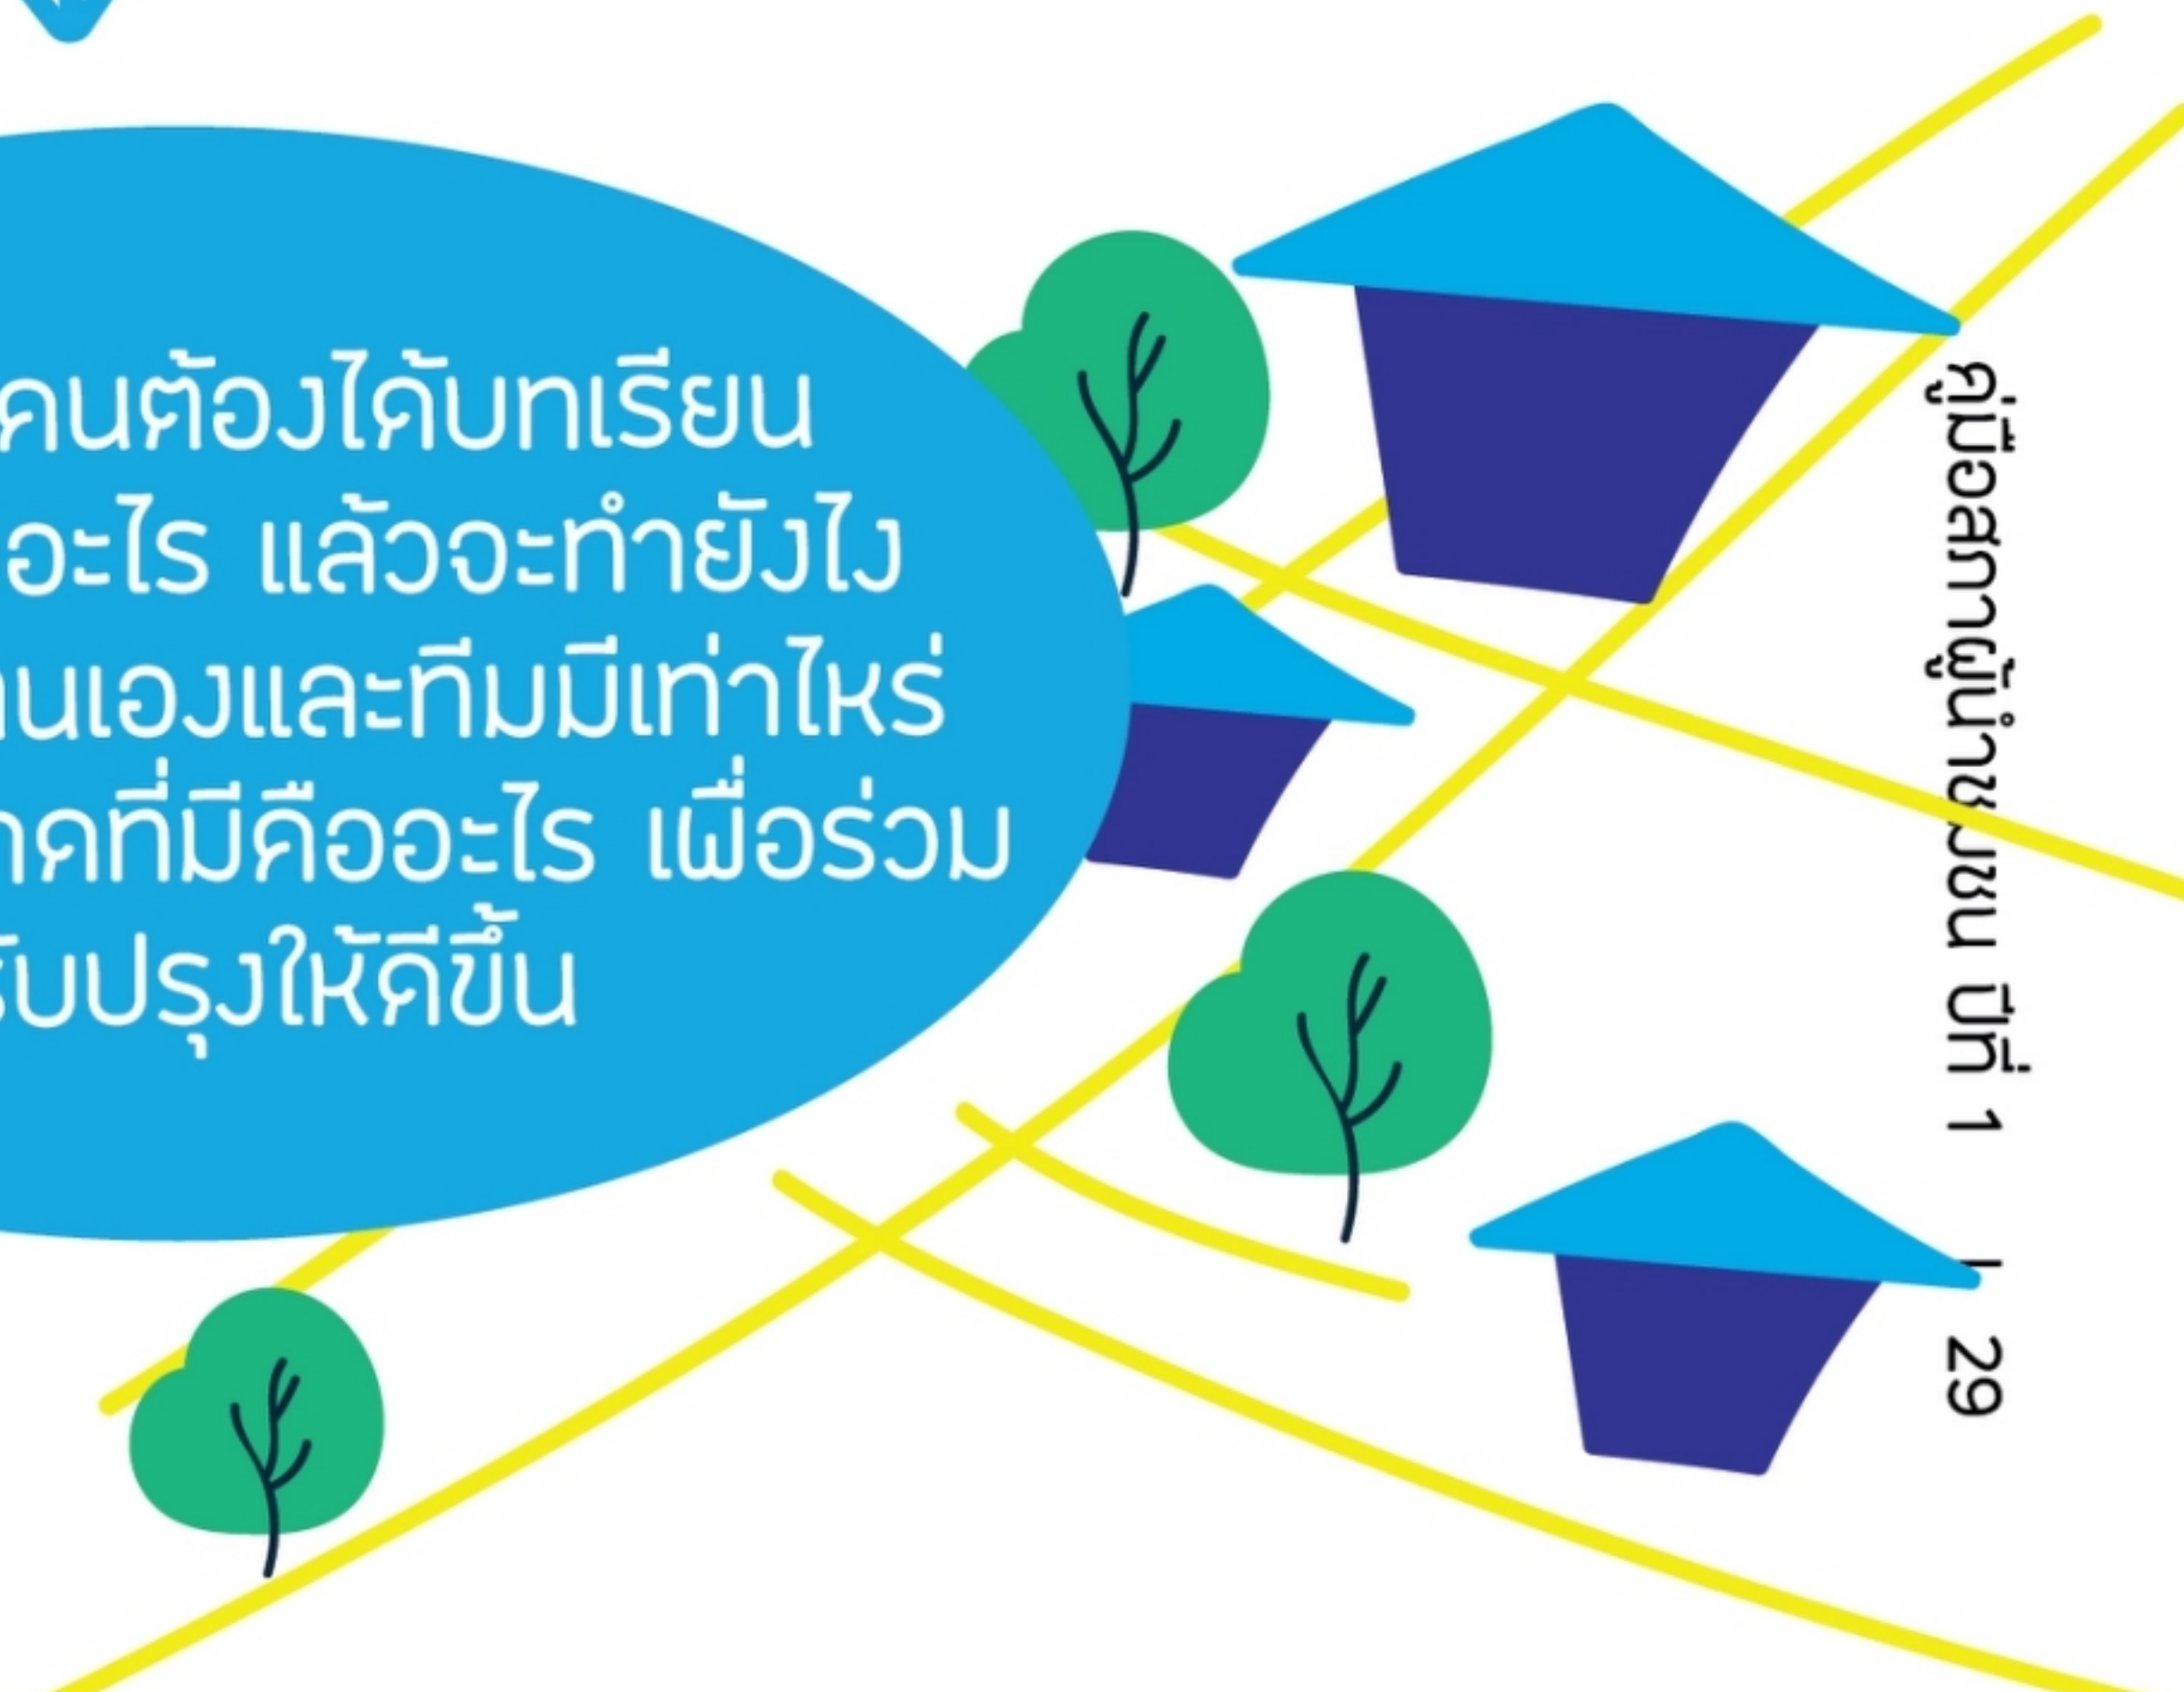 คนต้องได้บทเรียน
อะไร แล้วจะทำยังไง
นเองและทีมมีเท่าไหร่
าดที่มีคืออะไร เพื่อร่วม
รับปรุงให้ดีขึ้น
คู่มือสภาผู้นำชุมชน ปีที่ 1 | 29